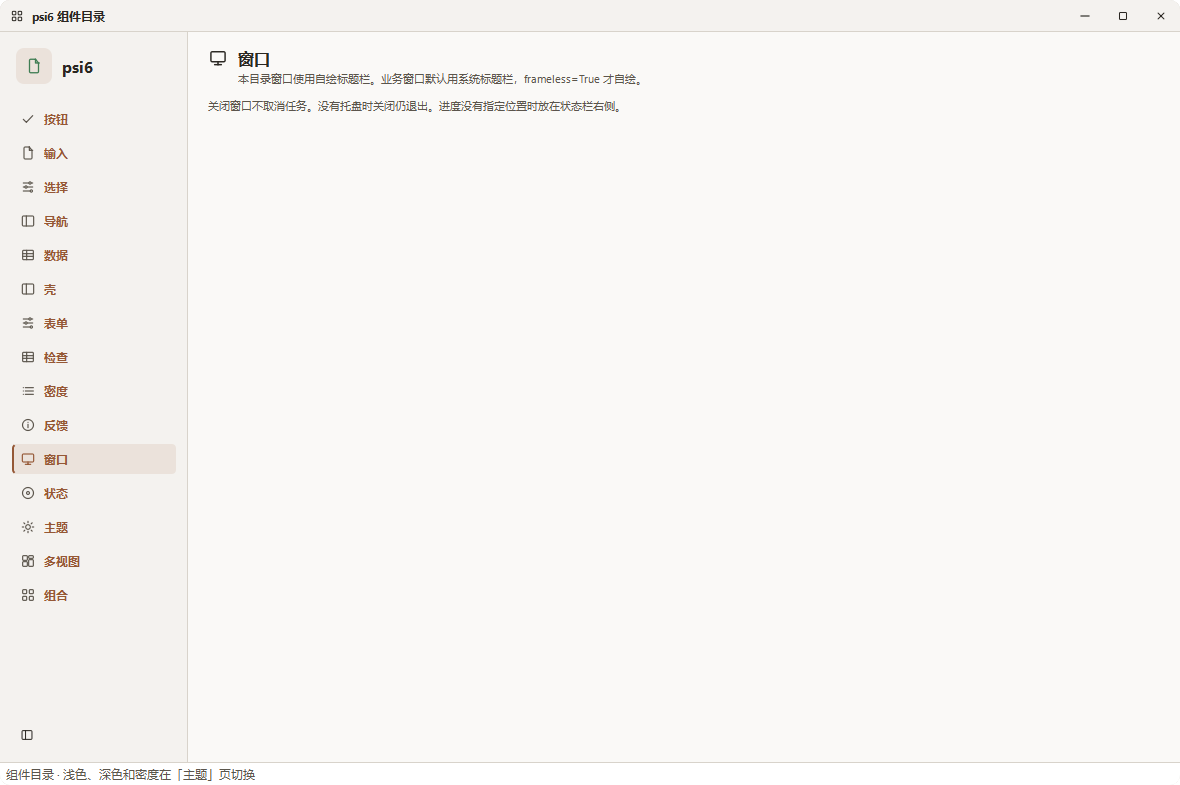 psi6 组件目录
psi6
按钮
输入
选择
导航
数据
壳
表单
检查
密度
反馈
窗口
状态
主题
多视图
组合
窗口
本目录窗口使用自绘标题栏。业务窗口默认用系统标题栏，frameless=True 才自绘。
关闭窗口不取消任务。没有托盘时关闭仍退出。进度没有指定位置时放在状态栏右侧。
组件目录 · 浅色、深色和密度在「主题」页切换